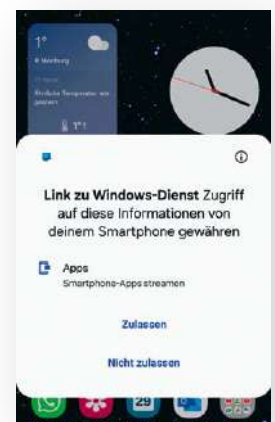 1°
Link zu Windows-Dienst Zugriff
auf diese Informationen von
deinem Smartphone gewähren
Apps
Smartphone-Apps streamen
Zulassen
Nicht zulassen
29